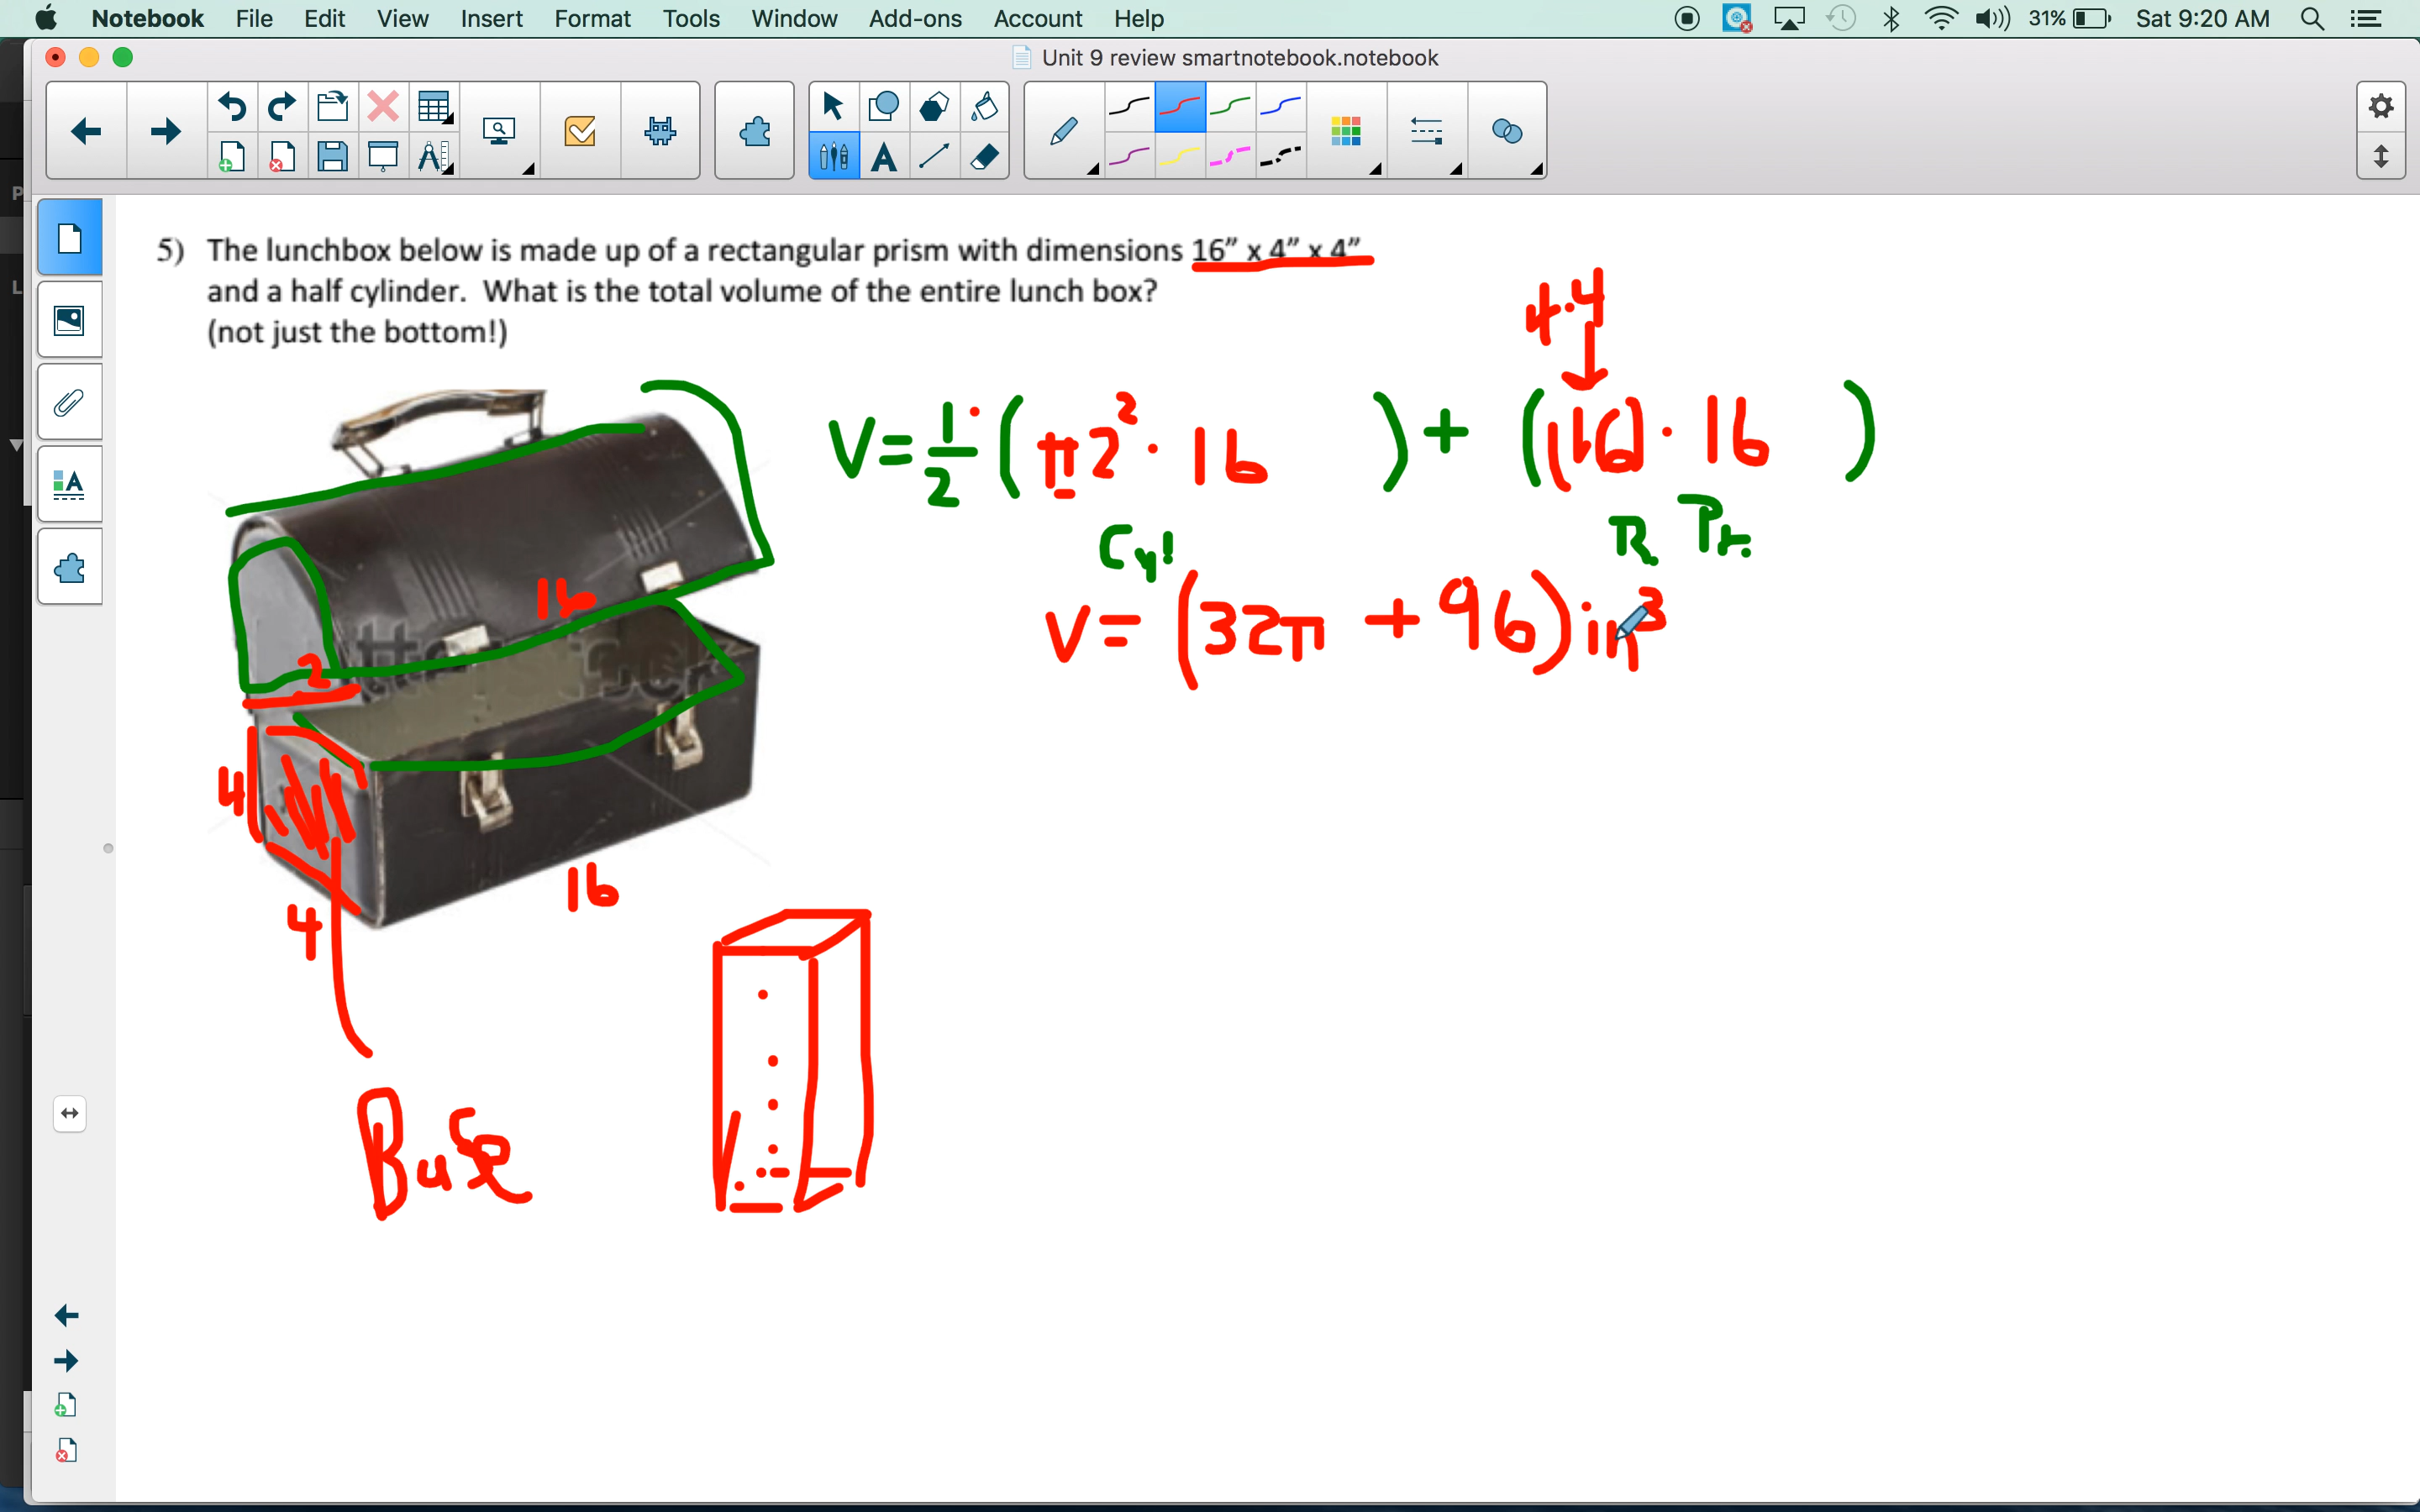 Notebook File Edit View Insert Format Tools Window Add-ons Account Help 31% Sat 9:20 AM
Unit 9 review smartnotebook.notebook
5) The lunchbox below is made up of a rectangular prism with dimensions 16” x 4” x 4”
and a half cylinder. What is the total volume of the entire lunch box?
(not just the bottom!)
4·4
V=1/2·(π2²·16)+((16)·16)
Cyl R. Pr.
V=(32π+96)in³
16
2
4
4
16
Base